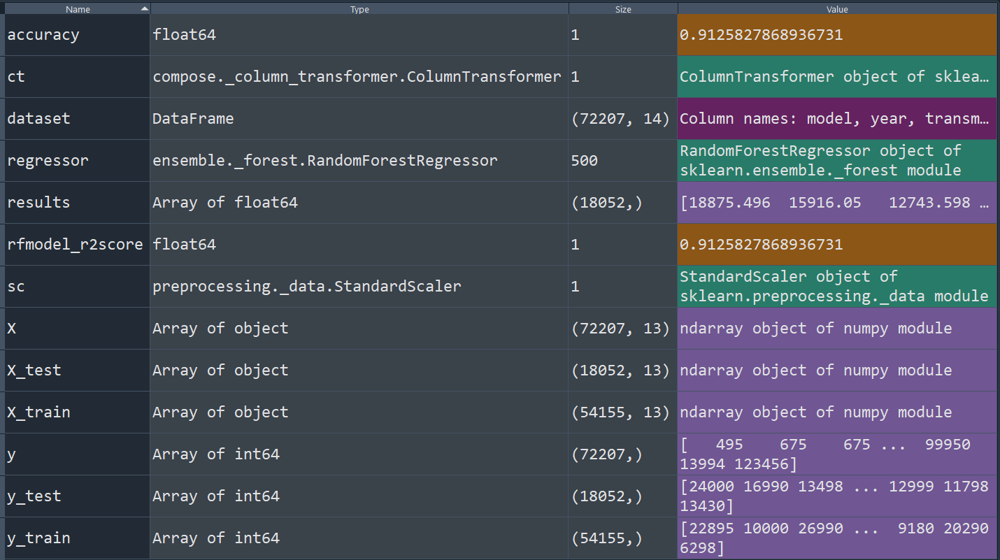 Name Type Size Value
accuracy float64 1 0.9125827868936731
ct compose._column_transformer.ColumnTransformer 1 ColumnTransformer object of sklea…
dataset DataFrame (72207, 14) Column names: model, year, transm…
regressor ensemble._forest.RandomForestRegressor 500 RandomForestRegressor object of
sklearn.ensemble._forest module
results Array of float64 (18052,) [18875.496 15916.05 12743.598 …
rfmodel_r2score float64 1 0.9125827868936731
sc preprocessing._data.StandardScaler 1 StandardScaler object of
sklearn.preprocessing._data module
X Array of object (72207, 13) ndarray object of numpy module
X_test Array of object (18052, 13) ndarray object of numpy module
X_train Array of object (54155, 13) ndarray object of numpy module
y Array of int64 (72207,) [ 495 675 675 ... 99950
13994 123456]
y_test Array of int64 (18052,) [24000 16990 13498 ... 12999 11798
13430]
y_train Array of int64 (54155,) [22895 10000 26990 ... 9180 20290
6298]